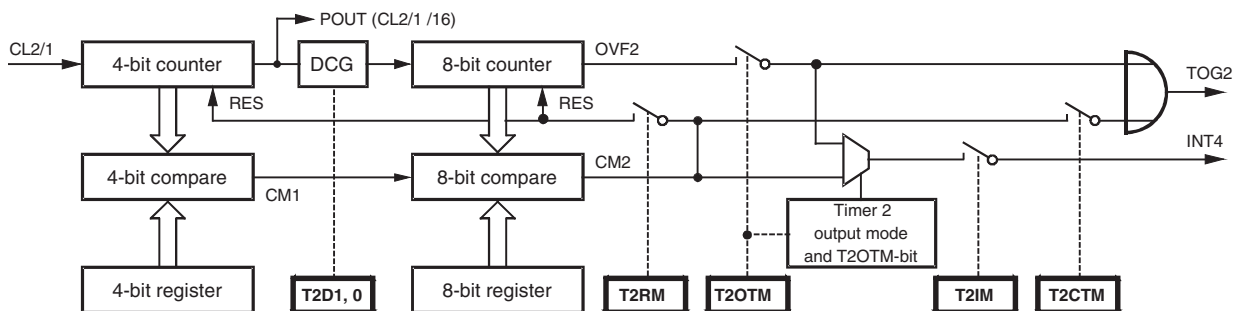 POUT (CL2/1 /16)
CL2/1
4-bit counter
DCG
8-bit counter
OVF2
TOG2
RES
RES
INT4
4-bit compare
CM1
8-bit compare
CM2
Timer 2
output mode
and T2OTM-bit
4-bit register
T2D1, 0
8-bit register
T2RM
T2OTM
T2IM
T2CTM